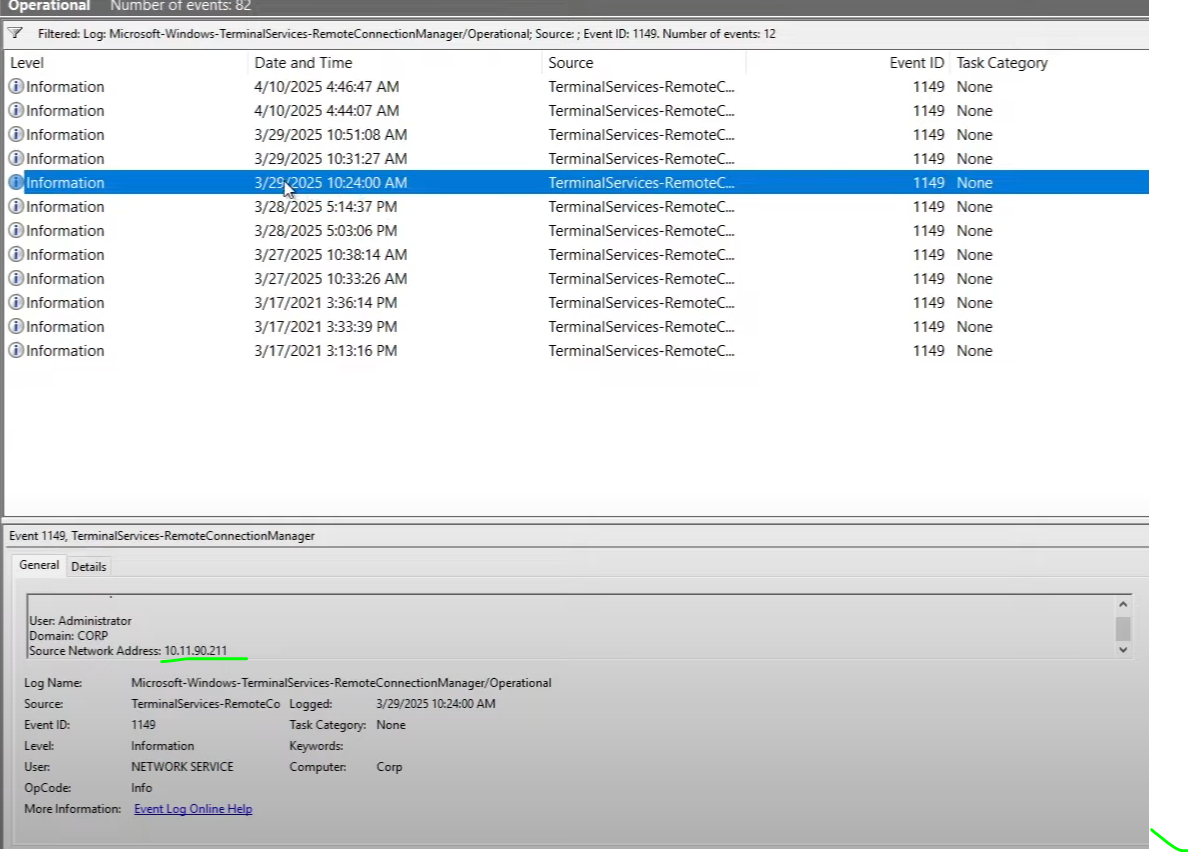 Operational Number of events: 82
Filtered: Log: Microsoft-Windows-TerminalServices-RemoteConnectionManager/Operational; Source: ; Event ID: 1149. Number of events: 12
Level Date and Time Source Event ID Task Category
Information 4/10/2025 4:46:47 AM TerminalServices-RemoteC... 1149 None
Information 4/10/2025 4:44:07 AM TerminalServices-RemoteC... 1149 None
Information 3/29/2025 10:51:08 AM TerminalServices-RemoteC... 1149 None
Information 3/29/2025 10:31:27 AM TerminalServices-RemoteC... 1149 None
Information 3/29/2025 10:24:00 AM TerminalServices-RemoteC... 1149 None
Information 3/28/2025 5:14:37 PM TerminalServices-RemoteC... 1149 None
Information 3/28/2025 5:03:06 PM TerminalServices-RemoteC... 1149 None
Information 3/27/2025 10:38:14 AM TerminalServices-RemoteC... 1149 None
Information 3/27/2025 10:33:26 AM TerminalServices-RemoteC... 1149 None
Information 3/17/2021 3:36:14 PM TerminalServices-RemoteC... 1149 None
Information 3/17/2021 3:33:39 PM TerminalServices-RemoteC... 1149 None
Information 3/17/2021 3:13:16 PM TerminalServices-RemoteC... 1149 None
Event 1149, TerminalServices-RemoteConnectionManager
General Details
User: Administrator
Domain: CORP
Source Network Address: 10.11.90.211
Log Name: Microsoft-Windows-TerminalServices-RemoteConnectionManager/Operational
Source: TerminalServices-RemoteCo Logged: 3/29/2025 10:24:00 AM
Event ID: 1149 Task Category: None
Level: Information Keywords:
User: NETWORK SERVICE Computer: Corp
OpCode: Info
More Information: Event Log Online Help